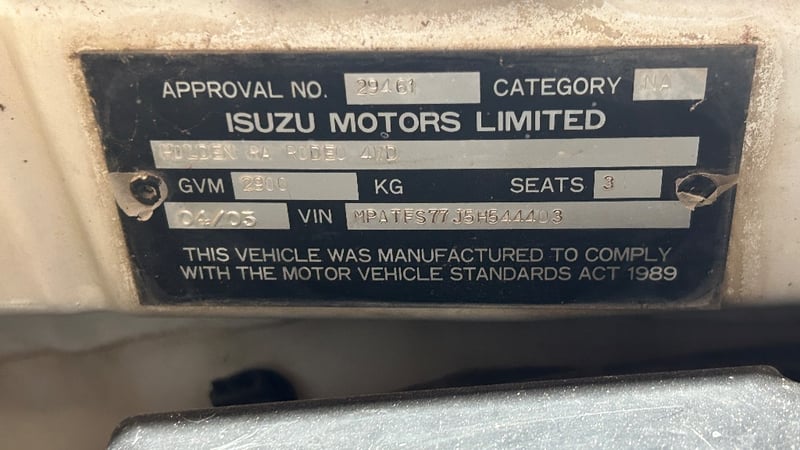 APPROVAL NO. 29461 CATEGORY NA
ISUZU MOTORS LIMITED
HOLDEN RA RODEO 4WD
GVM 2900 KG SEATS 3
04/03 VIN MPATFS77J5H544403
THIS VEHICLE WAS MANUFACTURED TO COMPLY
WITH THE MOTOR VEHICLE STANDARDS ACT 1989